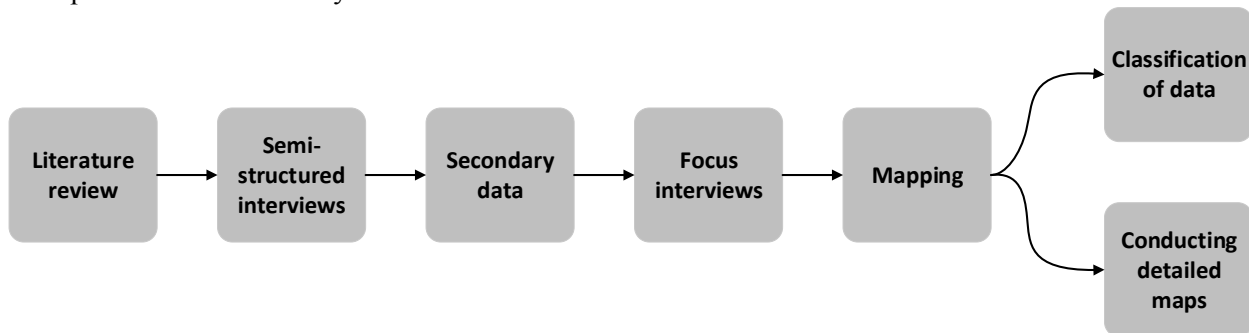 Literature
review
Semi-
structured
interviews
Secondary
data
Focus
interviews
Mapping
Classification
of data
Conducting
detailed
maps